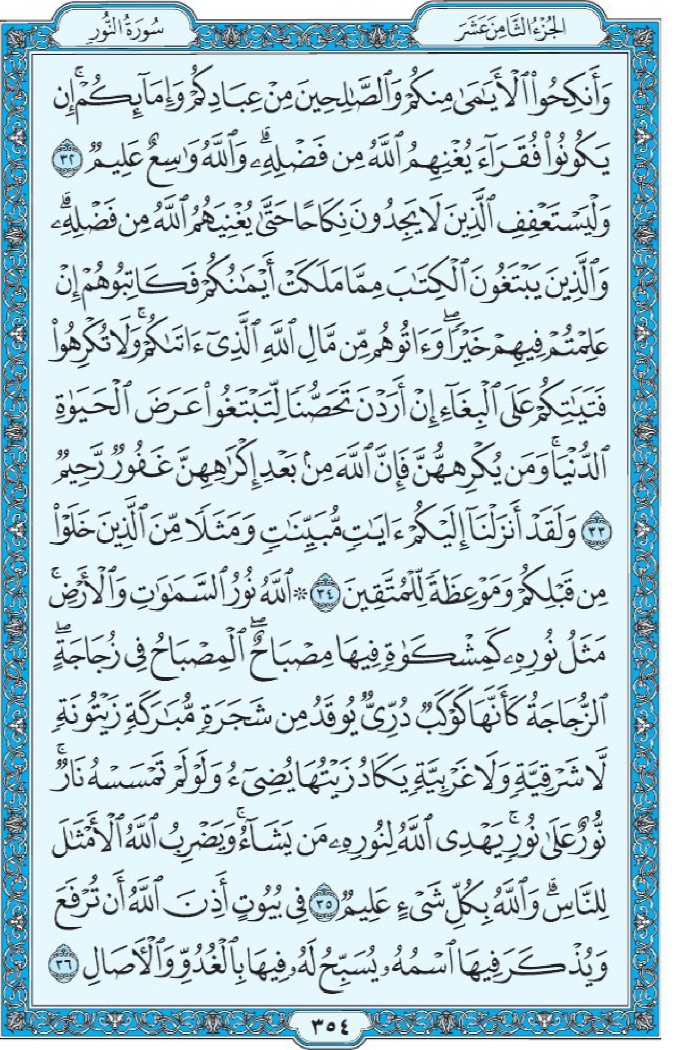 الجزء الثامن عشر
سورة النور
وَأَنكِحُوا۟ ٱلْأَيَٰمَىٰ مِنكُمْ وَٱلصَّٰلِحِينَ مِنْ عِبَادِكُمْ وَإِمَآئِكُمْ ۚ إِن
يَكُونُوا۟ فُقَرَآءَ يُغْنِهِمُ ٱللَّهُ مِن فَضْلِهِۦ ۗ وَٱللَّهُ وَٰسِعٌ عَلِيمٌ ٣٢
وَلْيَسْتَعْفِفِ ٱلَّذِينَ لَا يَجِدُونَ نِكَاحًا حَتَّىٰ يُغْنِيَهُمُ ٱللَّهُ مِن فَضْلِهِۦ ۗ
وَٱلَّذِينَ يَبْتَغُونَ ٱلْكِتَٰبَ مِمَّا مَلَكَتْ أَيْمَٰنُكُمْ فَكَاتِبُوهُمْ إِنْ
عَلِمْتُمْ فِيهِمْ خَيْرًا ۖ وَءَاتُوهُم مِّن مَّالِ ٱللَّهِ ٱلَّذِىٓ ءَاتَىٰكُمْ ۚ وَلَا تُكْرِهُوا۟
فَتَيَٰتِكُمْ عَلَى ٱلْبِغَآءِ إِنْ أَرَدْنَ تَحَصُّنًا لِّتَبْتَغُوا۟ عَرَضَ ٱلْحَيَوٰةِ
ٱلدُّنْيَا ۚ وَمَن يُكْرِههُّنَّ فَإِنَّ ٱللَّهَ مِنۢ بَعْدِ إِكْرَٰهِهِنَّ غَفُورٌ رَّحِيمٌ
٣٣ وَلَقَدْ أَنزَلْنَآ إِلَيْكُمْ ءَايَٰتٍ مُّبَيِّنَٰتٍ وَمَثَلًا مِّنَ ٱلَّذِينَ خَلَوْا۟
مِن قَبْلِكُمْ وَمَوْعِظَةً لِّلْمُتَّقِينَ ٣٤ ۞ ٱللَّهُ نُورُ ٱلسَّمَٰوَٰتِ وَٱلْأَرْضِ ۚ
مَثَلُ نُورِهِۦ كَمِشْكَوٰةٍ فِيهَا مِصْبَاحٌ ۖ ٱلْمِصْبَاحُ فِى زُجَاجَةٍ ۖ
ٱلزُّجَاجَةُ كَأَنَّهَا كَوْكَبٌ دُرِّىٌّ يُوقَدُ مِن شَجَرَةٍ مُّبَٰرَكَةٍ زَيْتُونَةٍ
لَّا شَرْقِيَّةٍ وَلَا غَرْبِيَّةٍ يَكَادُ زَيْتُهَا يُضِىٓءُ وَلَوْ لَمْ تَمْسَسْهُ نَارٌ ۚ
نُّورٌ عَلَىٰ نُورٍ ۗ يَهْدِى ٱللَّهُ لِنُورِهِۦ مَن يَشَآءُ ۚ وَيَضْرِبُ ٱللَّهُ ٱلْأَمْثَٰلَ
لِلنَّاسِ ۗ وَٱللَّهُ بِكُلِّ شَىْءٍ عَلِيمٌ ٣٥ فِى بُيُوتٍ أَذِنَ ٱللَّهُ أَن تُرْفَعَ
وَيُذْكَرَ فِيهَا ٱسْمُهُۥ يُسَبِّحُ لَهُۥ فِيهَا بِٱلْغُدُوِّ وَٱلْءَاصَالِ ٣٦
٣٥٤